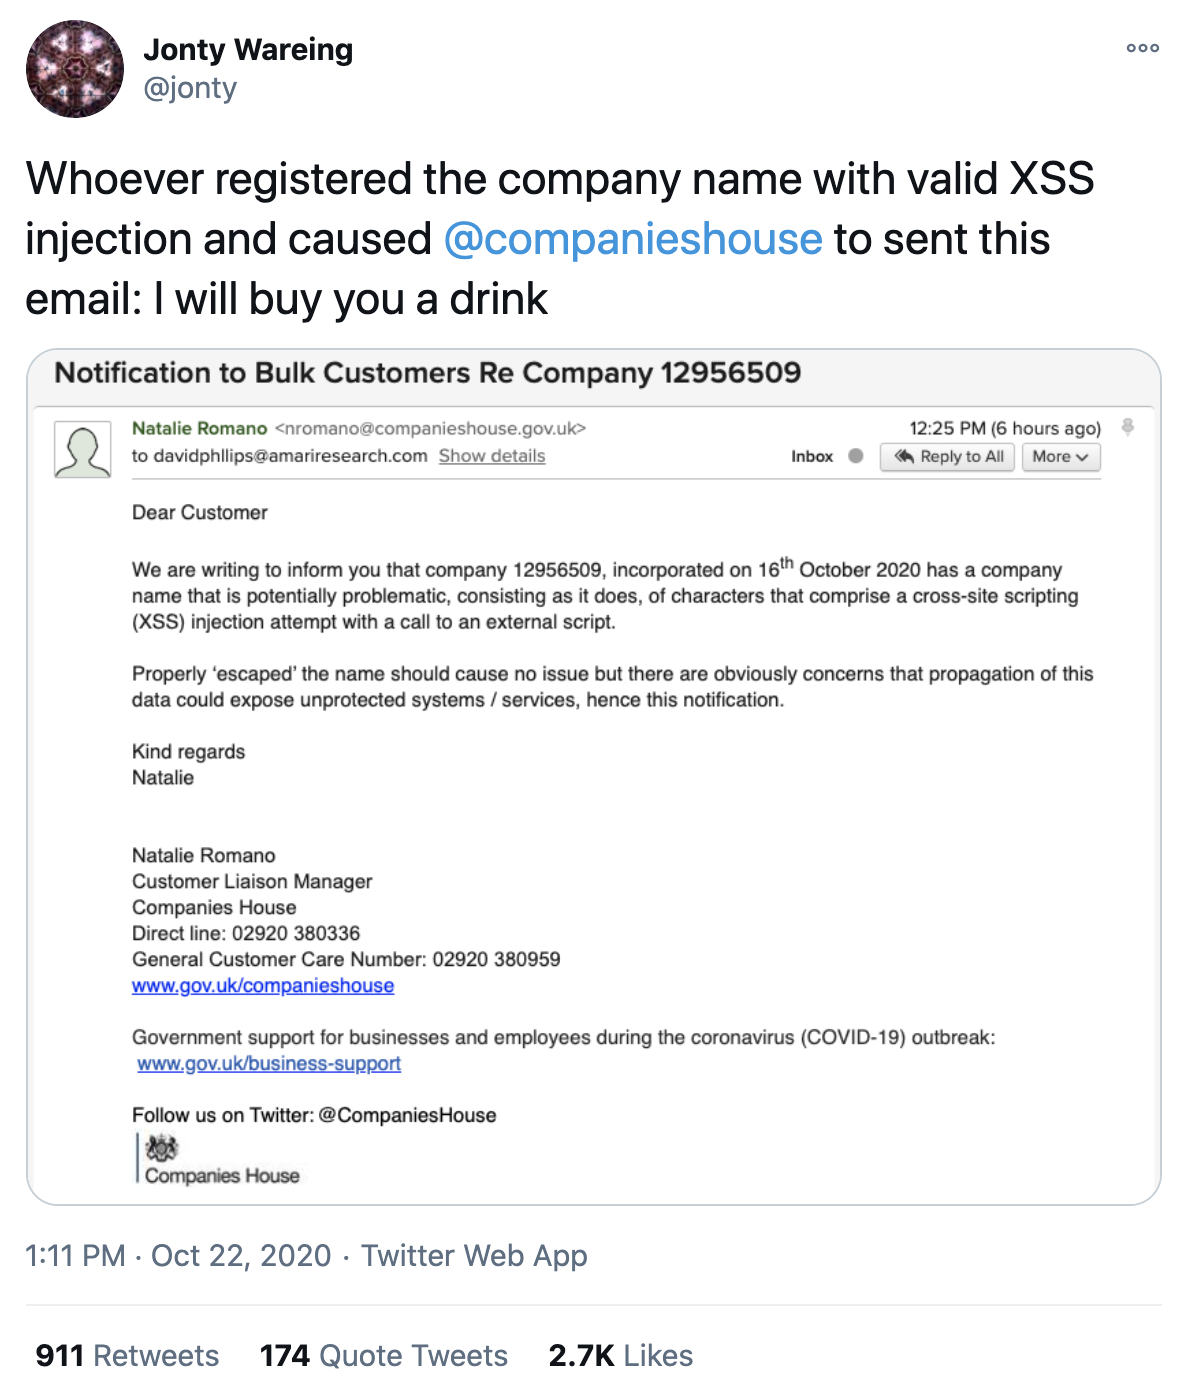 Jonty Wareing
@jonty
Whoever registered the company name with valid XSS
injection and caused @companieshouse to sent this
email: I will buy you a drink
Notification to Bulk Customers Re Company 12956509
Natalie Romano <nromano@companieshouse.gov.uk>
12:25 PM (6 hours ago)
to davidphllips@amariresearch.com Show details
Inbox
Reply to All
More
Dear Customer
We are writing to inform you that company 12956509, incorporated on 16th October 2020 has a company
name that is potentially problematic, consisting as it does, of characters that comprise a cross-site scripting
(XSS) injection attempt with a call to an external script.
Properly ‘escaped’ the name should cause no issue but there are obviously concerns that propagation of this
data could expose unprotected systems / services, hence this notification.
Kind regards
Natalie
Natalie Romano
Customer Liaison Manager
Companies House
Direct line: 02920 380336
General Customer Care Number: 02920 380959
www.gov.uk/companieshouse
Government support for businesses and employees during the coronavirus (COVID-19) outbreak:
www.gov.uk/business-support
Follow us on Twitter: @CompaniesHouse
Companies House
1:11 PM · Oct 22, 2020 · Twitter Web App
911 Retweets 174 Quote Tweets 2.7K Likes